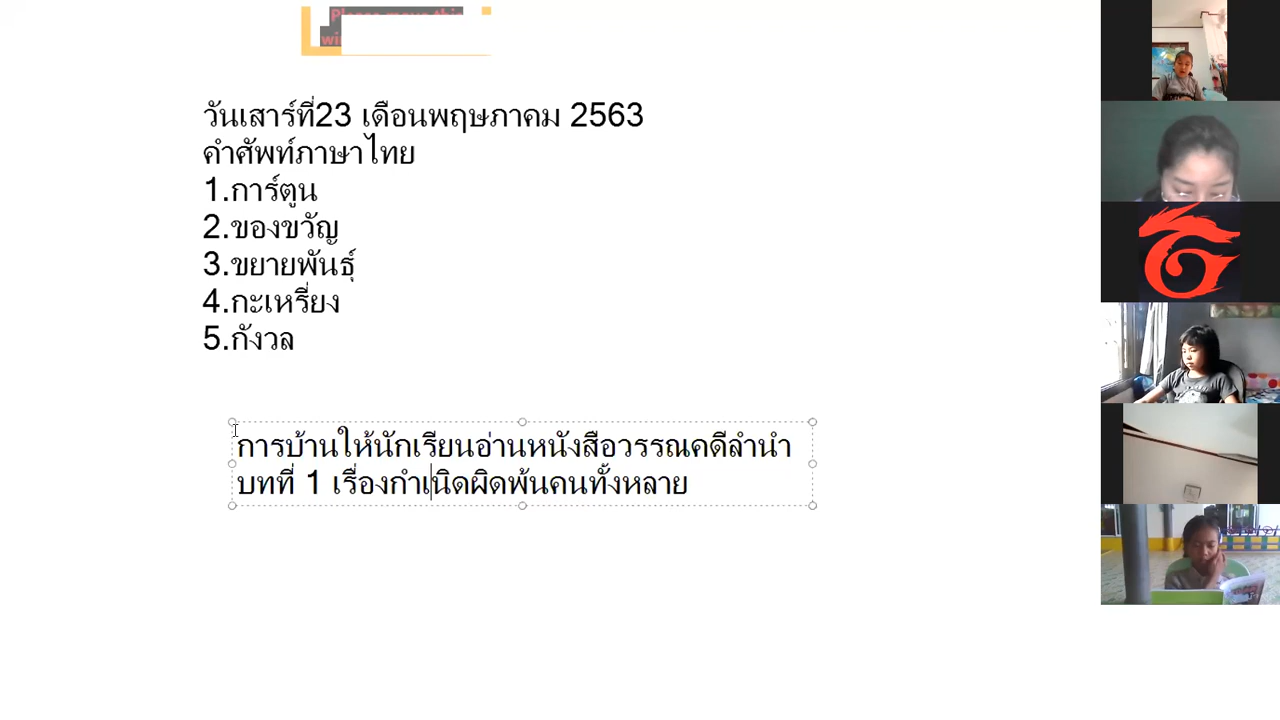 Please move this
วันเสาร์ที่23 เดือนพฤษภาคม 2563
คำศัพท์ภาษาไทย
1.การ์ตูน
2.ของขวัญ
3.ขยายพันธุ์
4.กะเหรี่ยง
5.กังวล
การบ้านให้นักเรียนอ่านหนังสือวรรณคดีลำนำ
บทที่ 1 เรื่องกำเนิดผิดพ้นคนทั้งหลาย